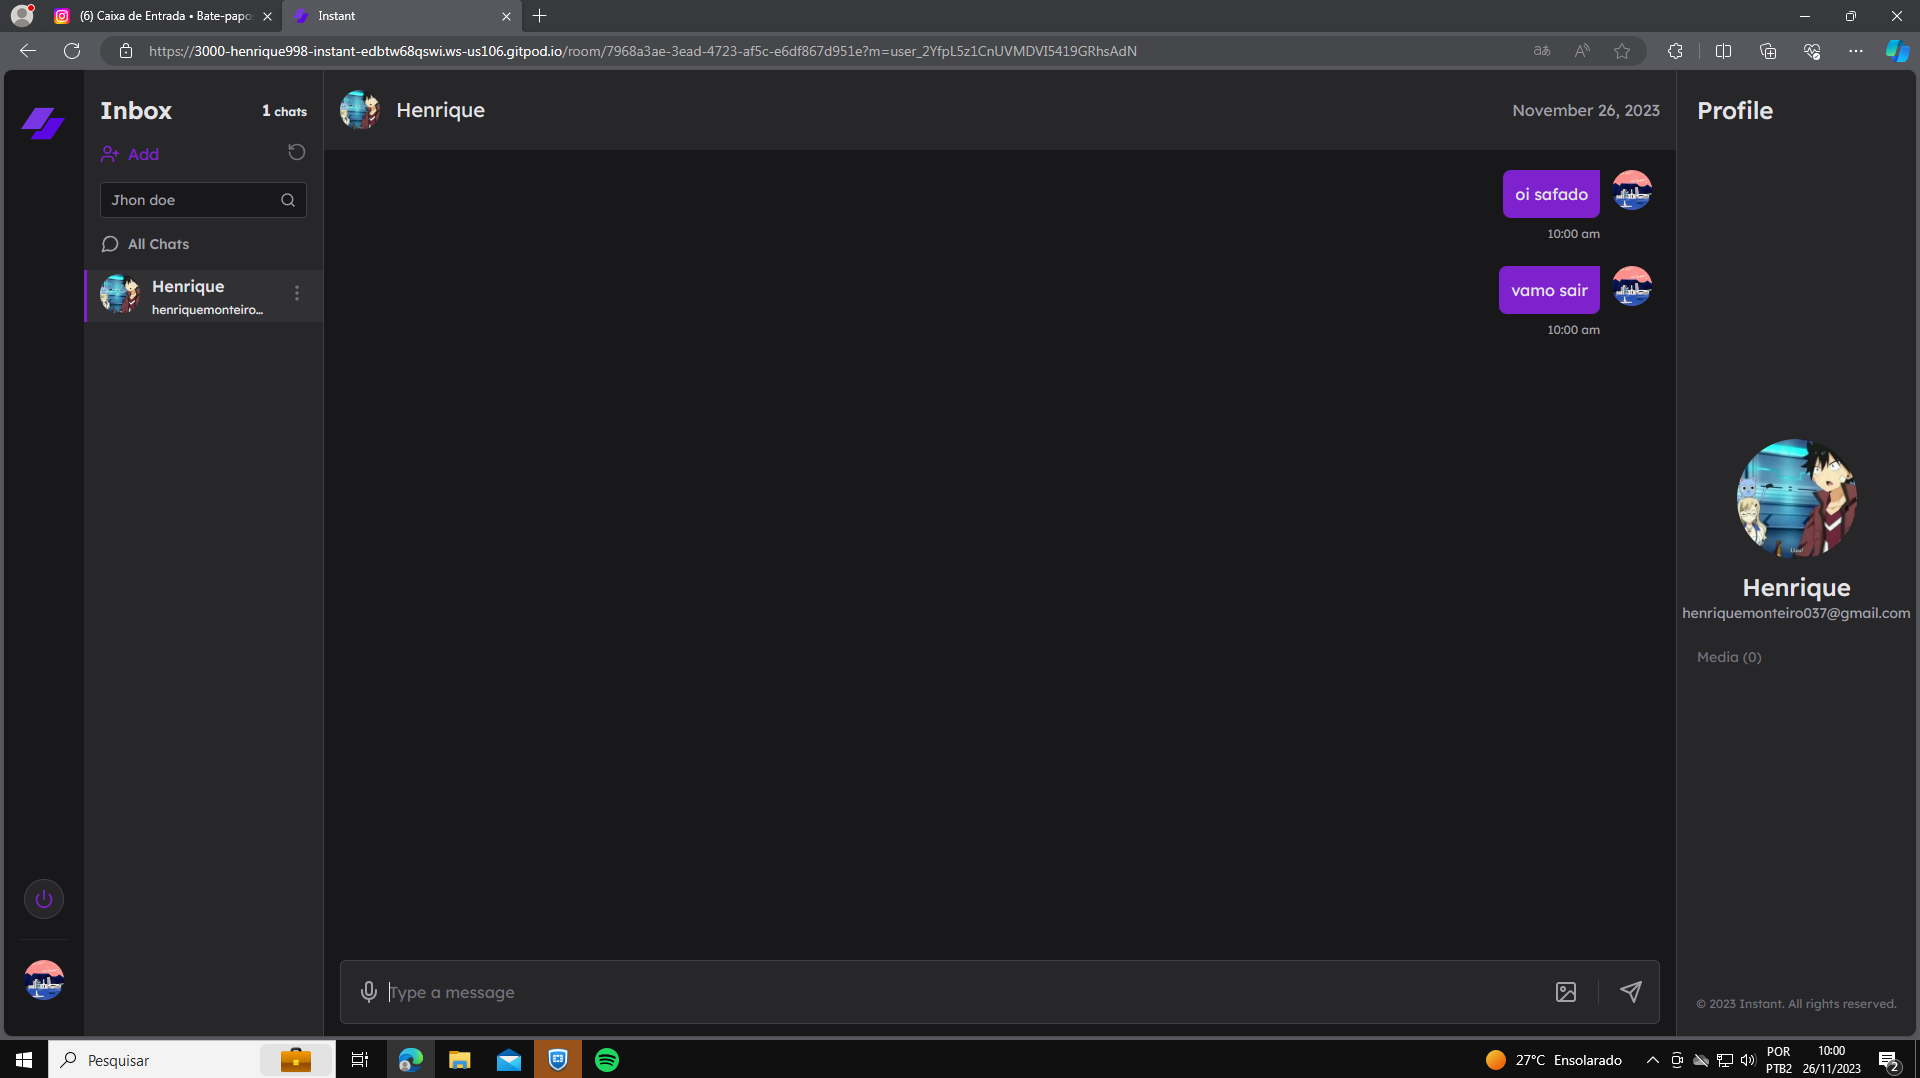 (6) Caixa de Entrada • Bate-papo
Instant
https://3000-henrique998-instant-edbtw68qswi.ws-us106.gitpod.io/room/7968a3ae-3ead-4723-af5c-e6df867d951e?m=user_2YfpL5z1CnUVMDVI5419GRhsAdN
Inbox
1 chats
Add
Jhon doe
All Chats
Henrique
henriquemonteiro...
Henrique
November 26, 2023
oi safado
10:00 am
vamo sair
10:00 am
Type a message
Profile
Henrique
henriquemonteiro037@gmail.com
Media (0)
© 2023 Instant. All rights reserved.
Pesquisar
27°C Ensolarado
POR
PTB2
10:00
26/11/2023
2